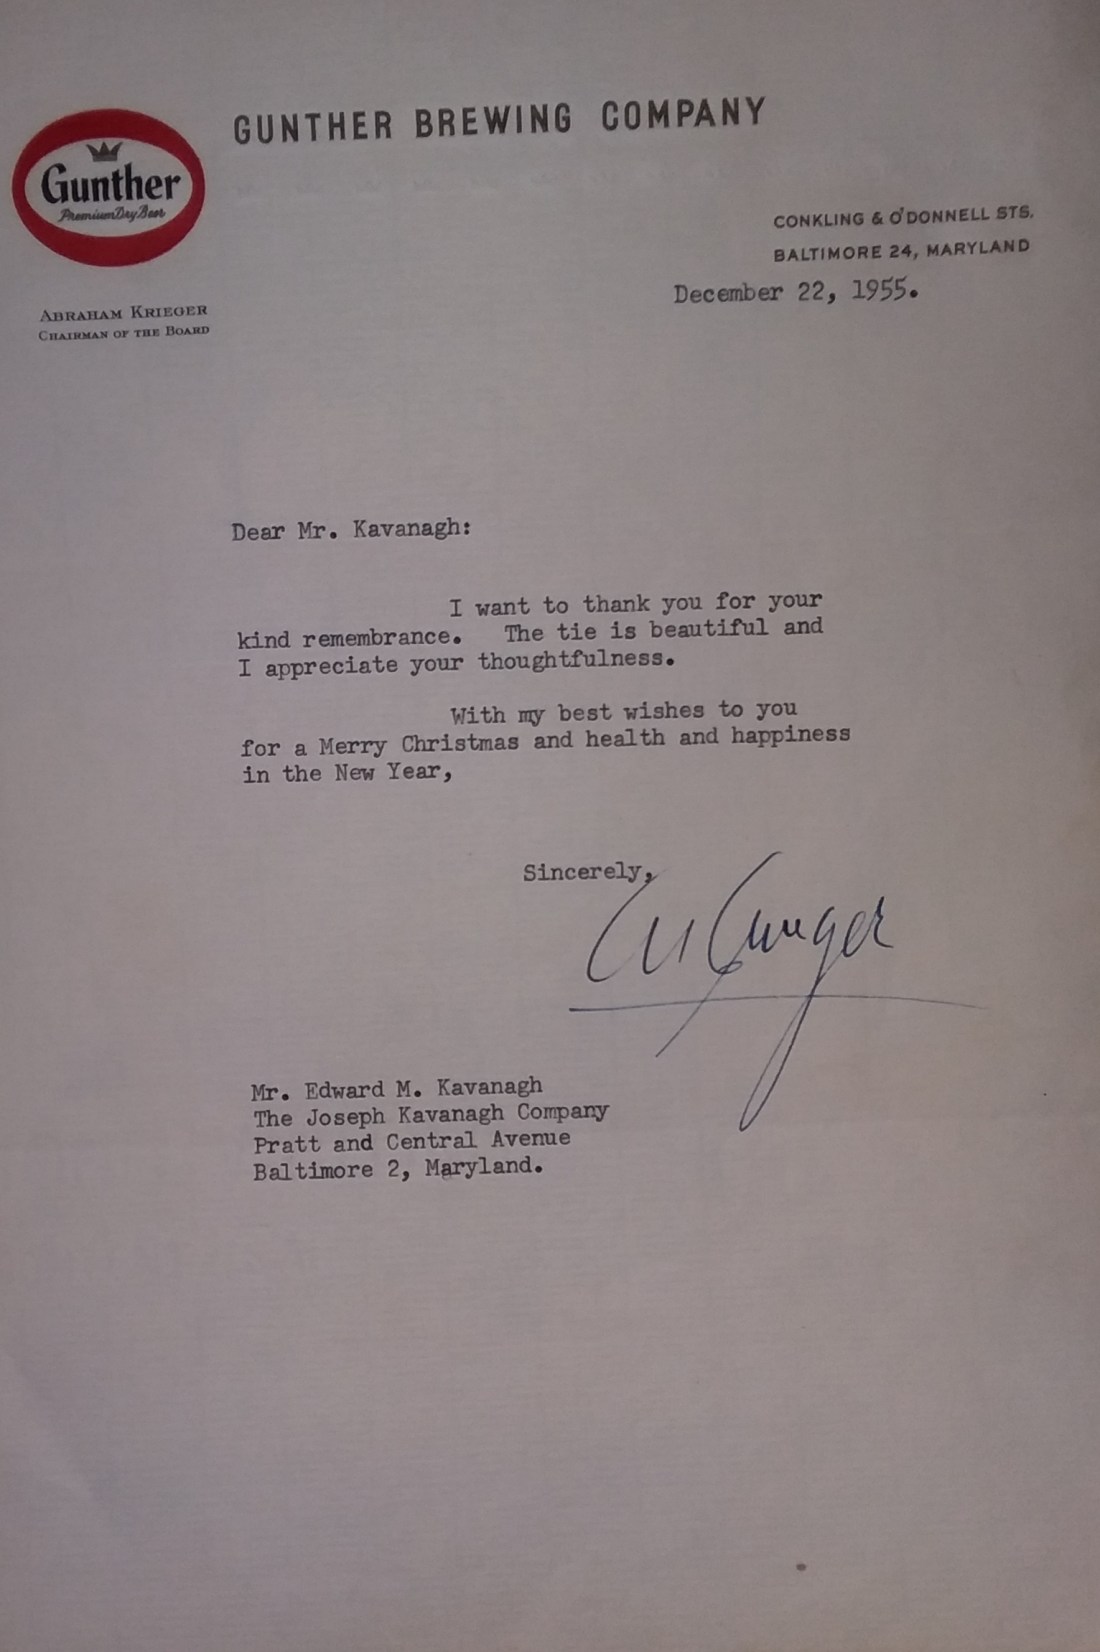 GUNTHER BREWING COMPANY
Gunther
Premium Dry Beer
CONKLING & O'DONNELL STS.
BALTIMORE 24, MARYLAND
December 22, 1955.
ABRAHAM KRIEGER
CHAIRMAN OF THE BOARD
Dear Mr. Kavanagh:
I want to thank you for your
kind remembrance. The tie is beautiful and
I appreciate your thoughtfulness.
With my best wishes to you
for a Merry Christmas and health and happiness
in the New Year,
Sincerely,
Mr. Edward M. Kavanagh
The Joseph Kavanagh Company
Pratt and Central Avenue
Baltimore 2, Maryland.